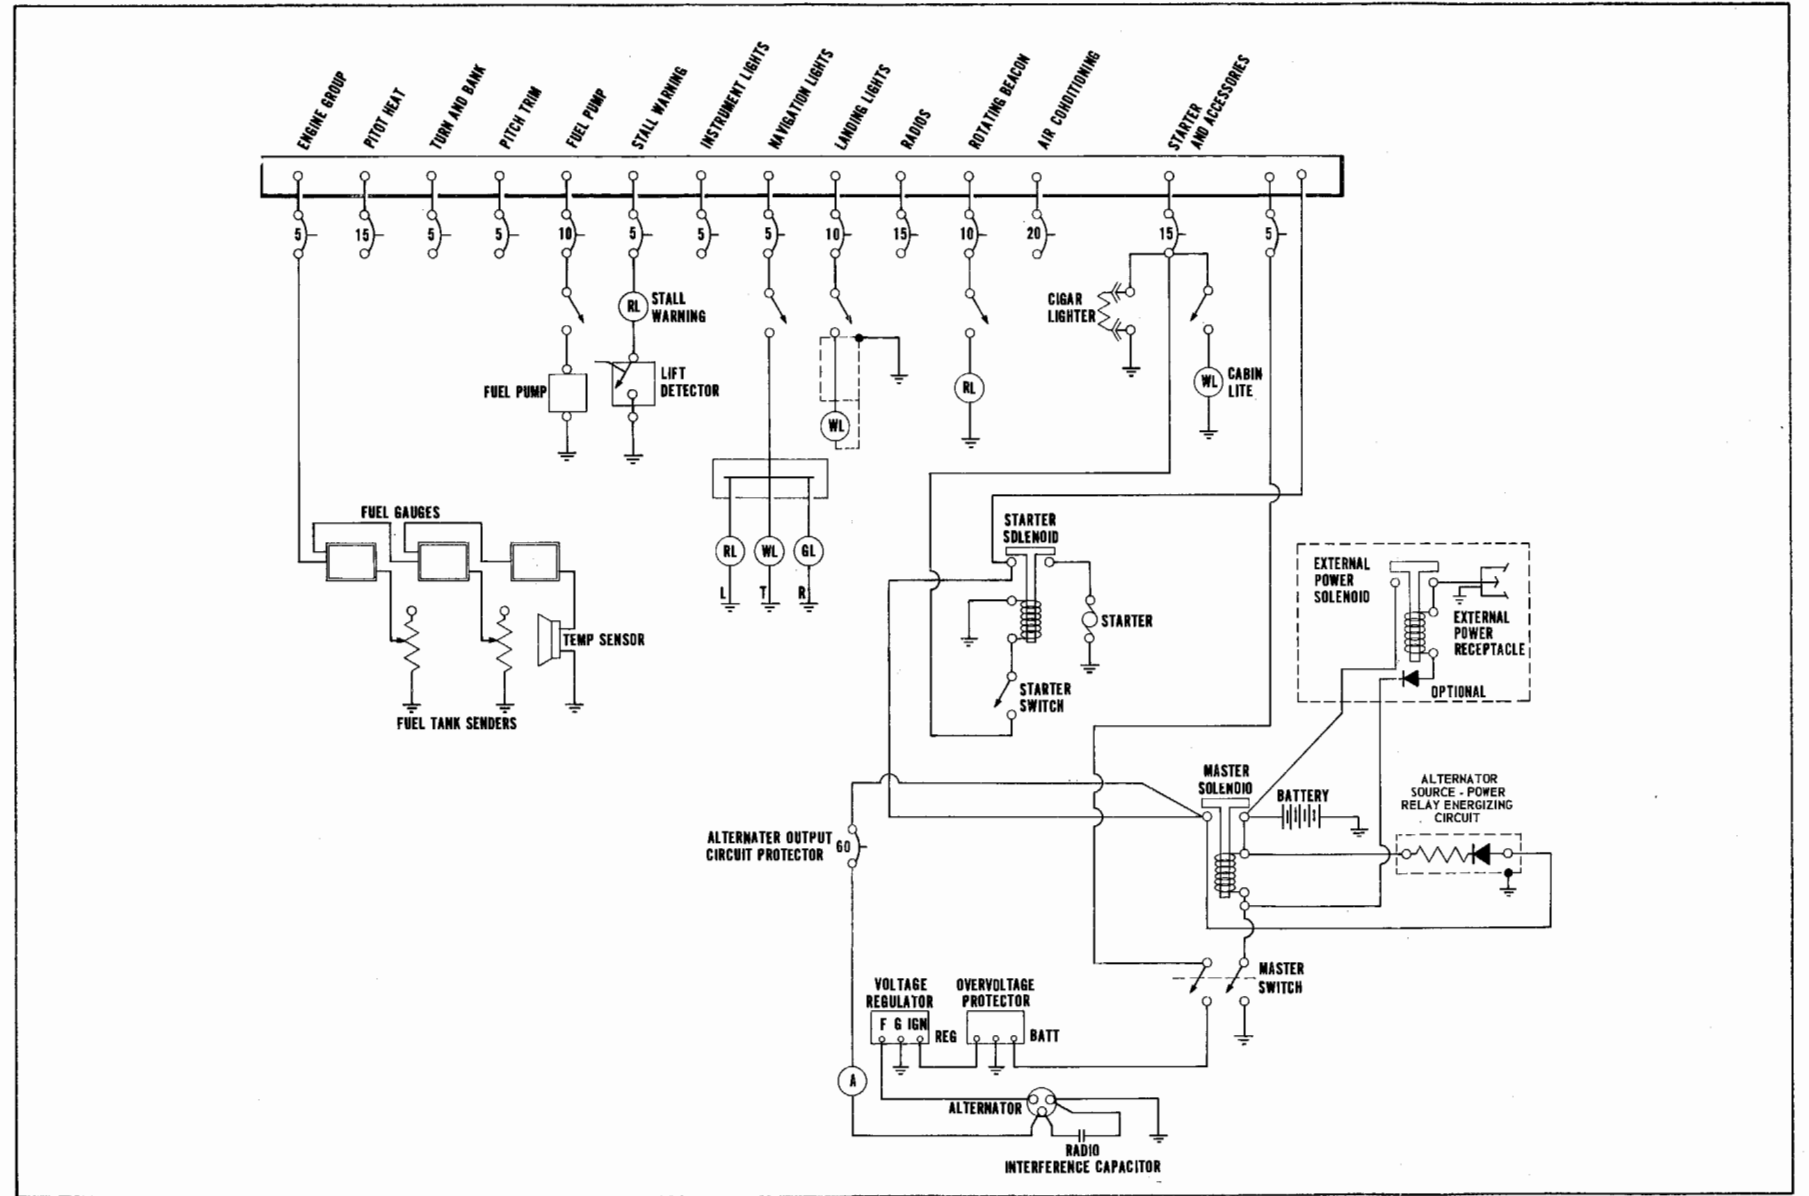 ENGINE GROUP
PITOT HEAT
TURN AND BANK
PITCH TRIM
FUEL PUMP
STALL WARNING
INSTRUMENT LIGHTS
NAVIGATION LIGHTS
LANDING LIGHTS
RADIOS
ROTATING BEACON
AIR CONDITIONING
STARTER
AND ACCESSORIES
5
15
5
5
10
5
5
5
10
15
10
20
15
5
RL
STALL
WARNING
CIGAR
LIGHTER
FUEL PUMP
LIFT
DETECTOR
WL
RL
WL
CABIN
LITE
FUEL GAUGES
RL
WL
GL
L
T
R
TEMP SENSOR
FUEL TANK SENDERS
STARTER
SDLENOID
STARTER
STARTER
SWITCH
EXTERNAL
POWER
SOLENOID
EXTERNAL
POWER
RECEPTACLE
OPTIONAL
MASTER
SOLENOID
BATTERY
ALTERNATOR
SOURCE - POWER
RELAY ENERGIZING
CIRCUIT
ALTERNATER OUTPUT
CIRCUIT PROTECTOR
60
MASTER
SWITCH
VOLTAGE
REGULATOR
OVERVOLTAGE
PROTECTOR
F G IGN
REG
BATT
A
ALTERNATOR
RADIO
INTERFERENCE CAPACITOR